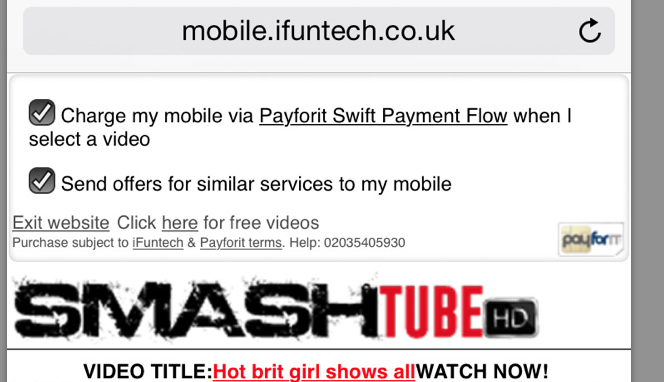 mobile.ifuntech.co.uk
Charge my mobile via Payforit Swift Payment Flow when I
select a video
Send offers for similar services to my mobile
Exit website Click here for free videos
Purchase subject to iFuntech & Payforit terms. Help: 02035405930
payforit
SMASHTUBE HD
VIDEO TITLE:Hot brit girl shows allWATCH NOW!